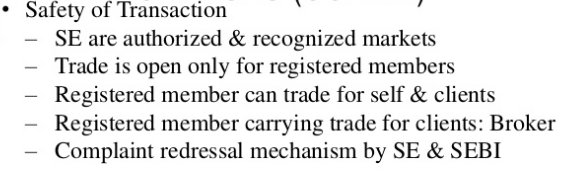 • Safety of Transaction
– SE are authorized & recognized markets
– Trade is open only for registered members
– Registered member can trade for self & clients
– Registered member carrying trade for clients: Broker
– Complaint redressal mechanism by SE & SEBI